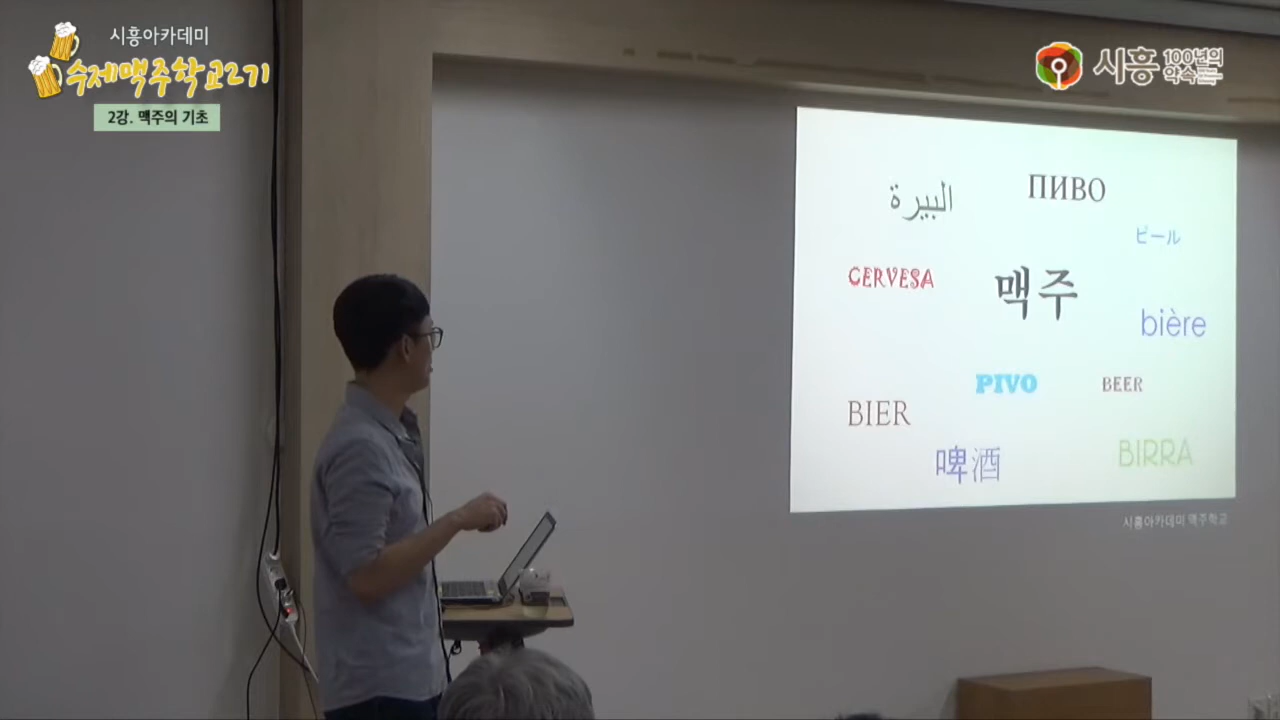 시흥아카데미
수제맥주학교2기
2강. 맥주의 기초
시흥 100년의
약속
البيرة
ПИВО
ビール
CERVESA
맥주
bière
PIVO
BEER
BIER
啤酒
BIRRA
시흥아카데미 맥주학교